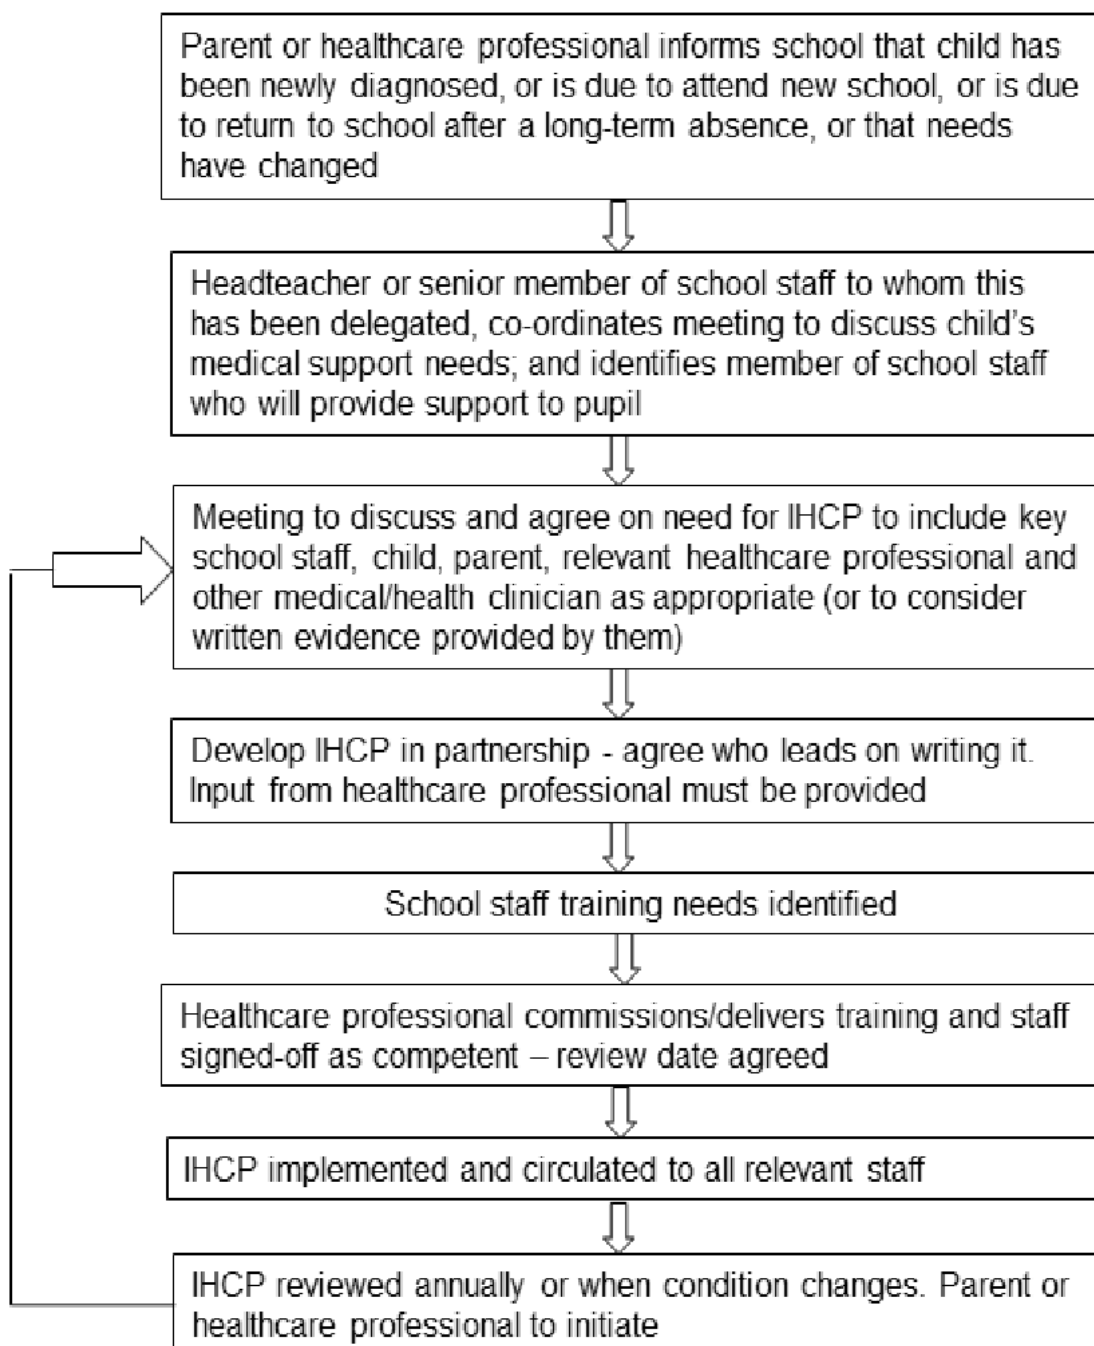 Parent or healthcare professional informs school that child has
been newly diagnosed, or is due to attend new school, or is due
to return to school after a long-term absence, or that needs
have changed
Headteacher or senior member of school staff to whom this
has been delegated, co-ordinates meeting to discuss child's
medical support needs; and identifies member of school staff
who will provide support to pupil
Meeting to discuss and agree on need for IHCP to include key
school staff, child, parent, relevant healthcare professional and
other medical/health clinician as appropriate (or to consider
written evidence provided by them)
Develop IHCP in partnership - agree who leads on writing it.
Input from healthcare professional must be provided
School staff training needs identified
Healthcare professional commissions/delivers training and staff
signed-off as competent – review date agreed
IHCP implemented and circulated to all relevant staff
IHCP reviewed annually or when condition changes. Parent or
healthcare professional to initiate